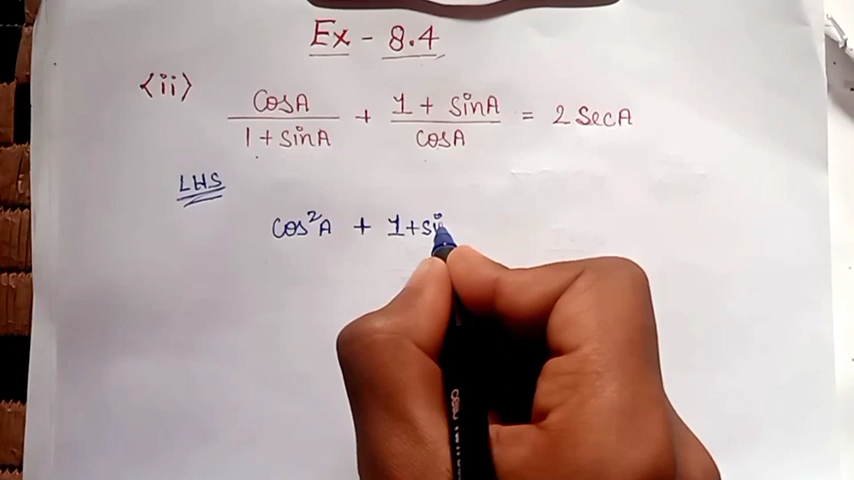 Ex - 8.4
<ii> cosA / 1 + sinA + 1 + sinA / cosA = 2 SecA
LHS
cos²A + 1+si